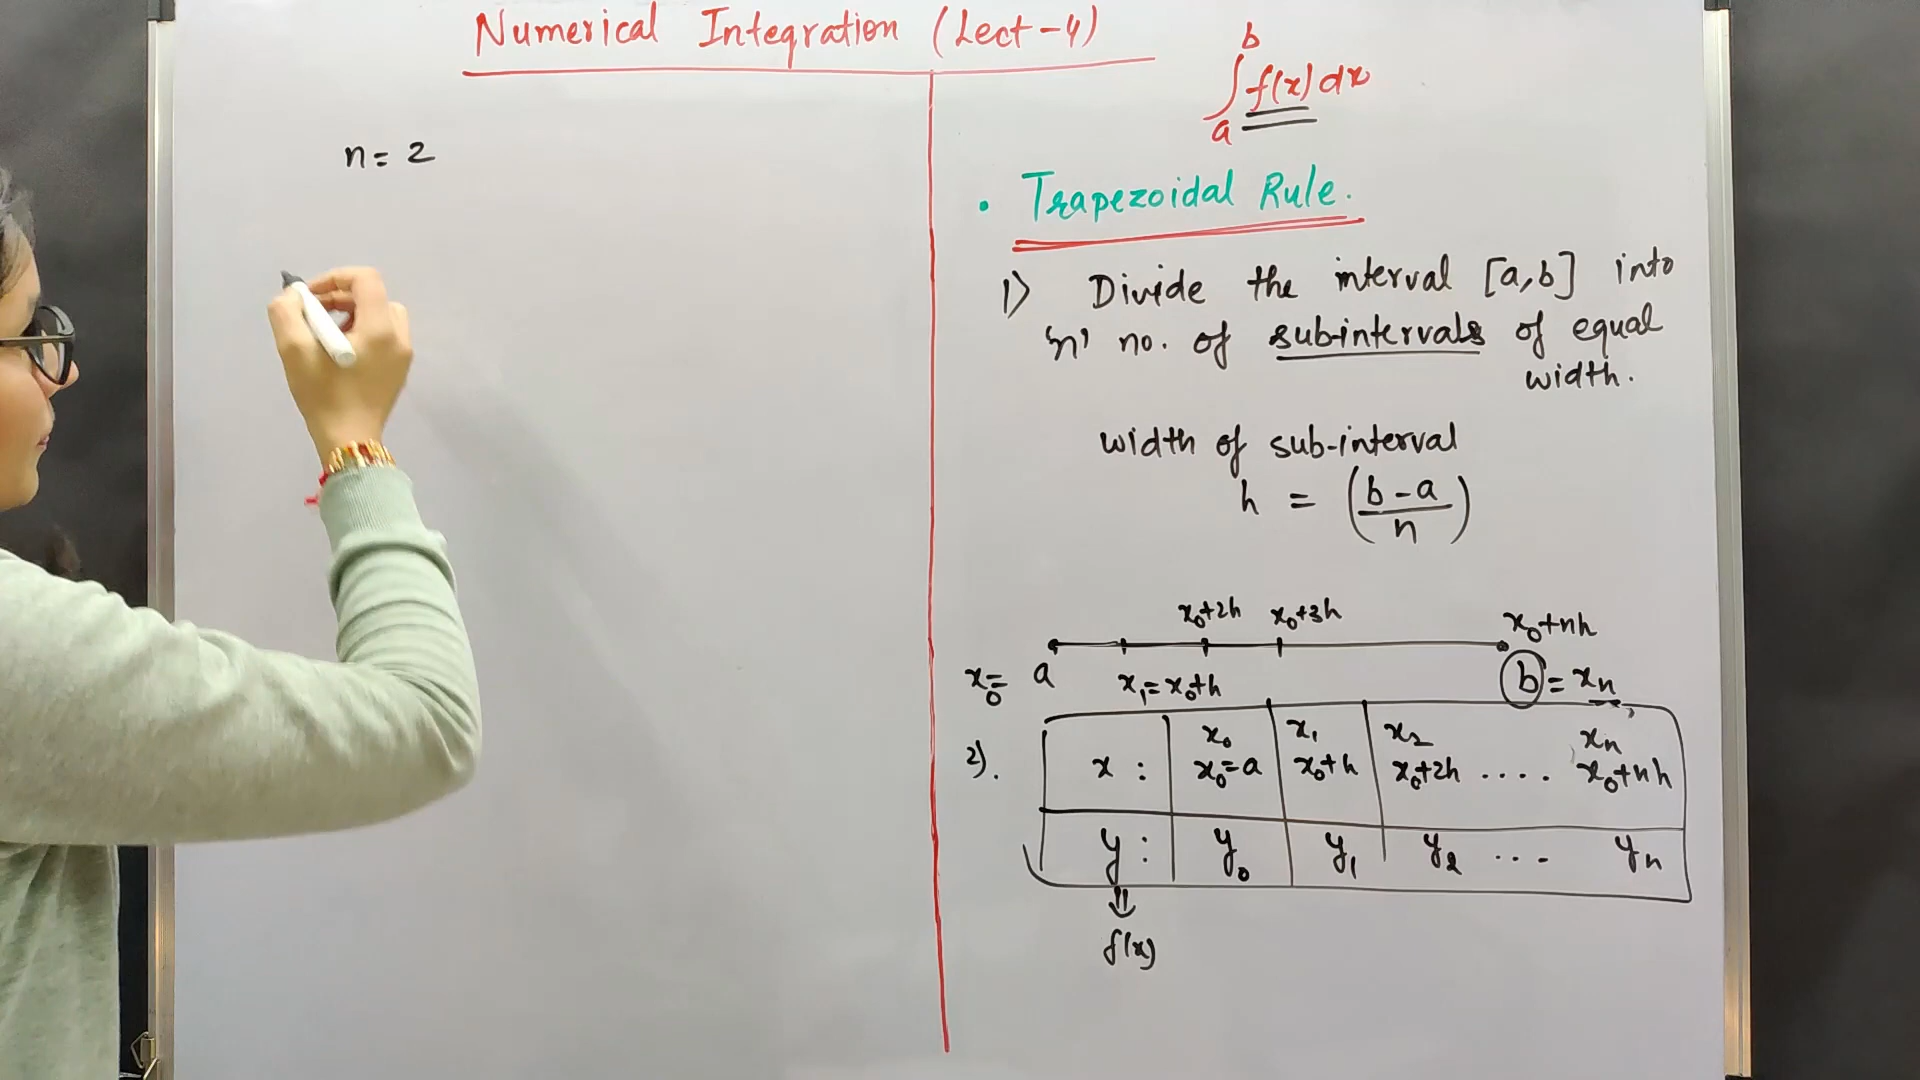 Numerical Integration (Lect-4)
n = 2
b
∫ f(x) dx
a
• Trapezoidal Rule.
1) Divide the interval [a,b] into
'n' no. of subintervals of equal
width.
width of sub-interval
h = (b-a / n)
x₀+2h x₀+3h x₀+nh
x₀= a x₁=x₀+h b = xₙ
2). x : x₀ x₁ x₂ xₙ
x₀=a x₀+h x₀+2h .... x₀+nh
y : y₀ y₁ y₂ ... yₙ
⇓
f(x)